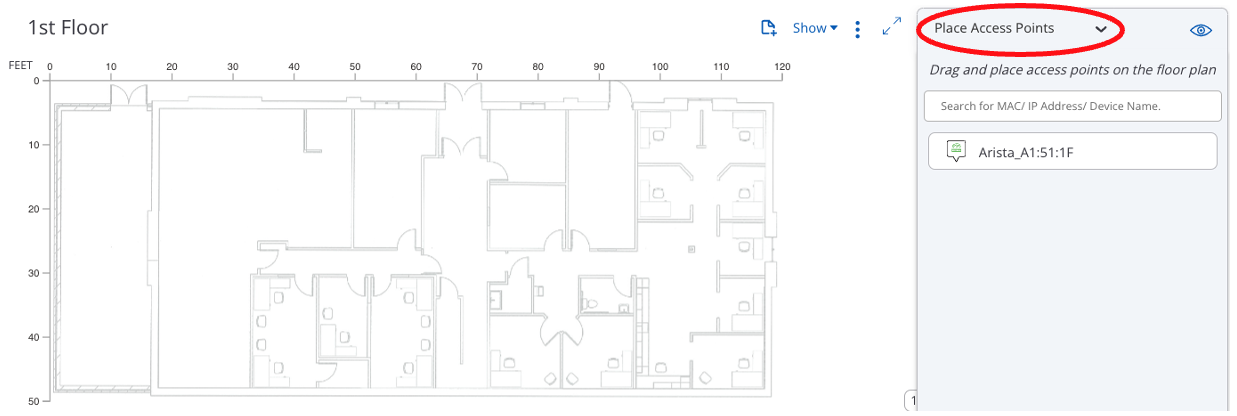 1st Floor
Show
Place Access Points
FEET
0 10 20 30 40 50 60 70 80 90 100 110 120
0
10
20
30
40
50
Drag and place access points on the floor plan
Search for MAC/ IP Address/ Device Name.
Arista_A1:51:1F
1